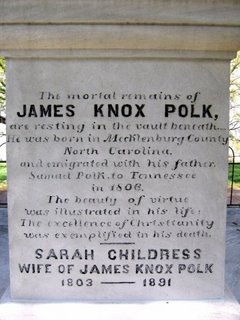 The mortal remains of
JAMES KNOX POLK,
are resting in the vault beneath.
He was born in Mecklenburg County
North Carolina,
and emigrated with his father,
Samuel Polk, to Tennessee
in 1806.
The beauty of virtue
was illustrated in his life;
The excellence of Christianity
was exemplified in his death.
SARAH CHILDRESS
WIFE OF JAMES KNOX POLK
1803 — 1891